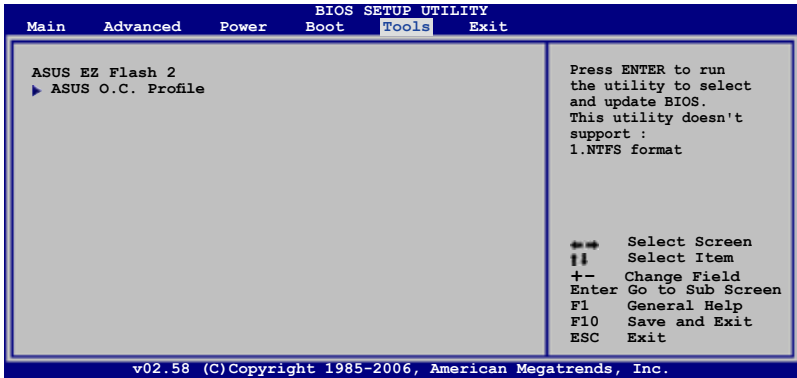 BIOS SETUP UTILITY
Main Advanced Power Boot Tools Exit
ASUS EZ Flash 2
ASUS O.C. Profile
Press ENTER to run
the utility to select
and update BIOS.
This utility doesn't
support :
1.NTFS format
Select Screen
Select Item
+- Change Field
Enter Go to Sub Screen
F1 General Help
F10 Save and Exit
ESC Exit
v02.58 (C)Copyright 1985-2006, American Megatrends, Inc.